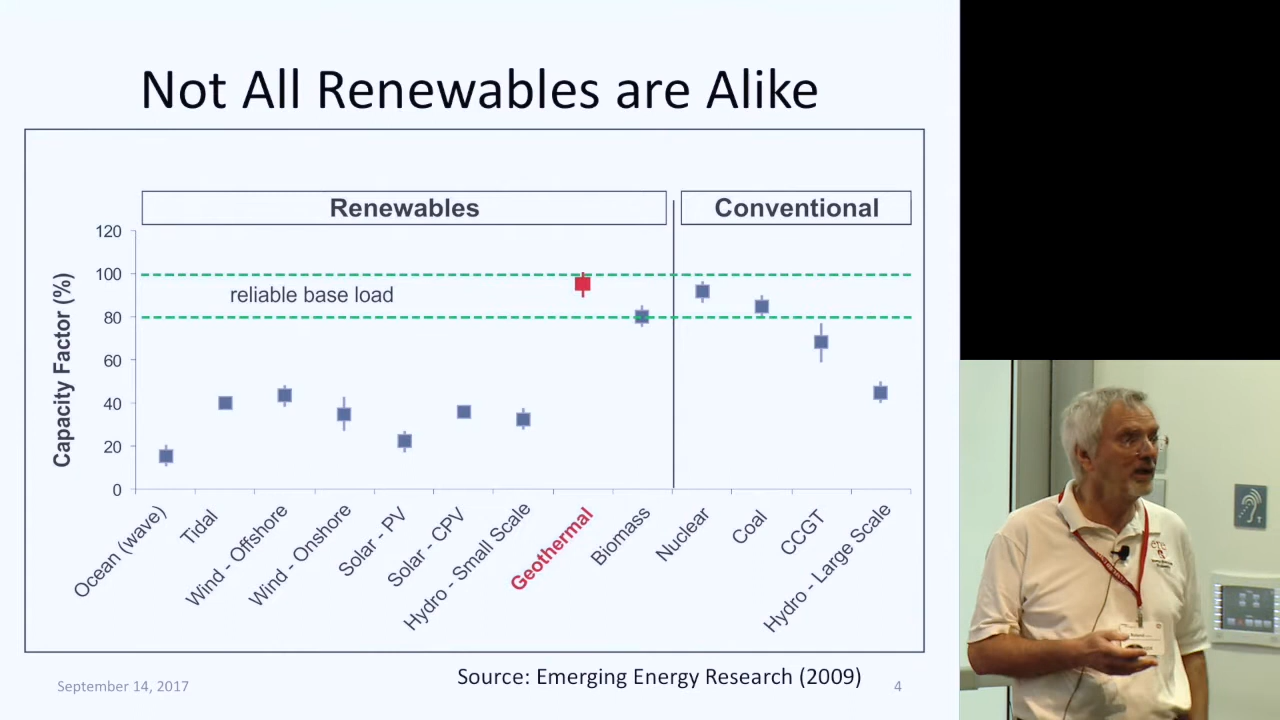 Not All Renewables are Alike
Renewables
Conventional
Capacity Factor (%)
120
100
80
60
40
20
0
reliable base load
Ocean (wave)
Tidal
Wind - Offshore
Wind - Onshore
Solar - PV
Solar - CPV
Hydro - Small Scale
Geothermal
Biomass
Nuclear
Coal
CCGT
Hydro - Large Scale
Source: Emerging Energy Research (2009)
September 14, 2017
4